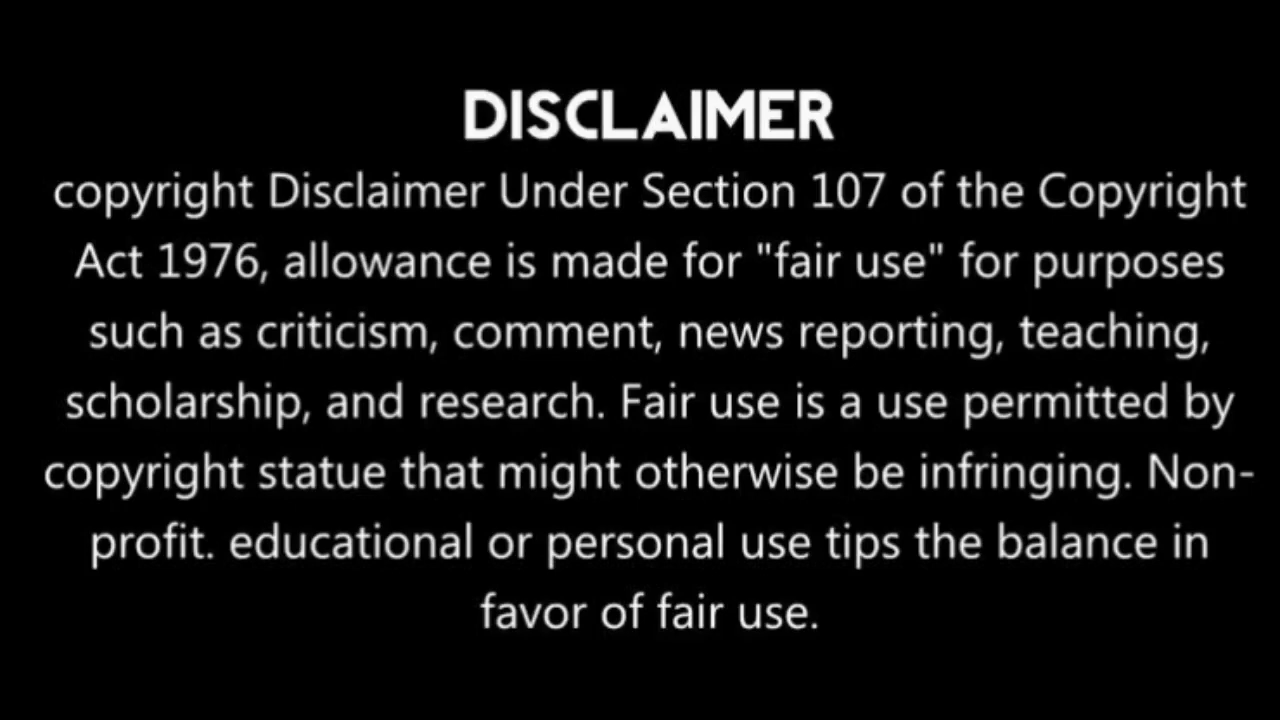 DISCLAIMER
copyright Disclaimer Under Section 107 of the Copyright
Act 1976, allowance is made for "fair use" for purposes
such as criticism, comment, news reporting, teaching,
scholarship, and research. Fair use is a use permitted by
copyright statue that might otherwise be infringing. Non-
profit. educational or personal use tips the balance in
favor of fair use.